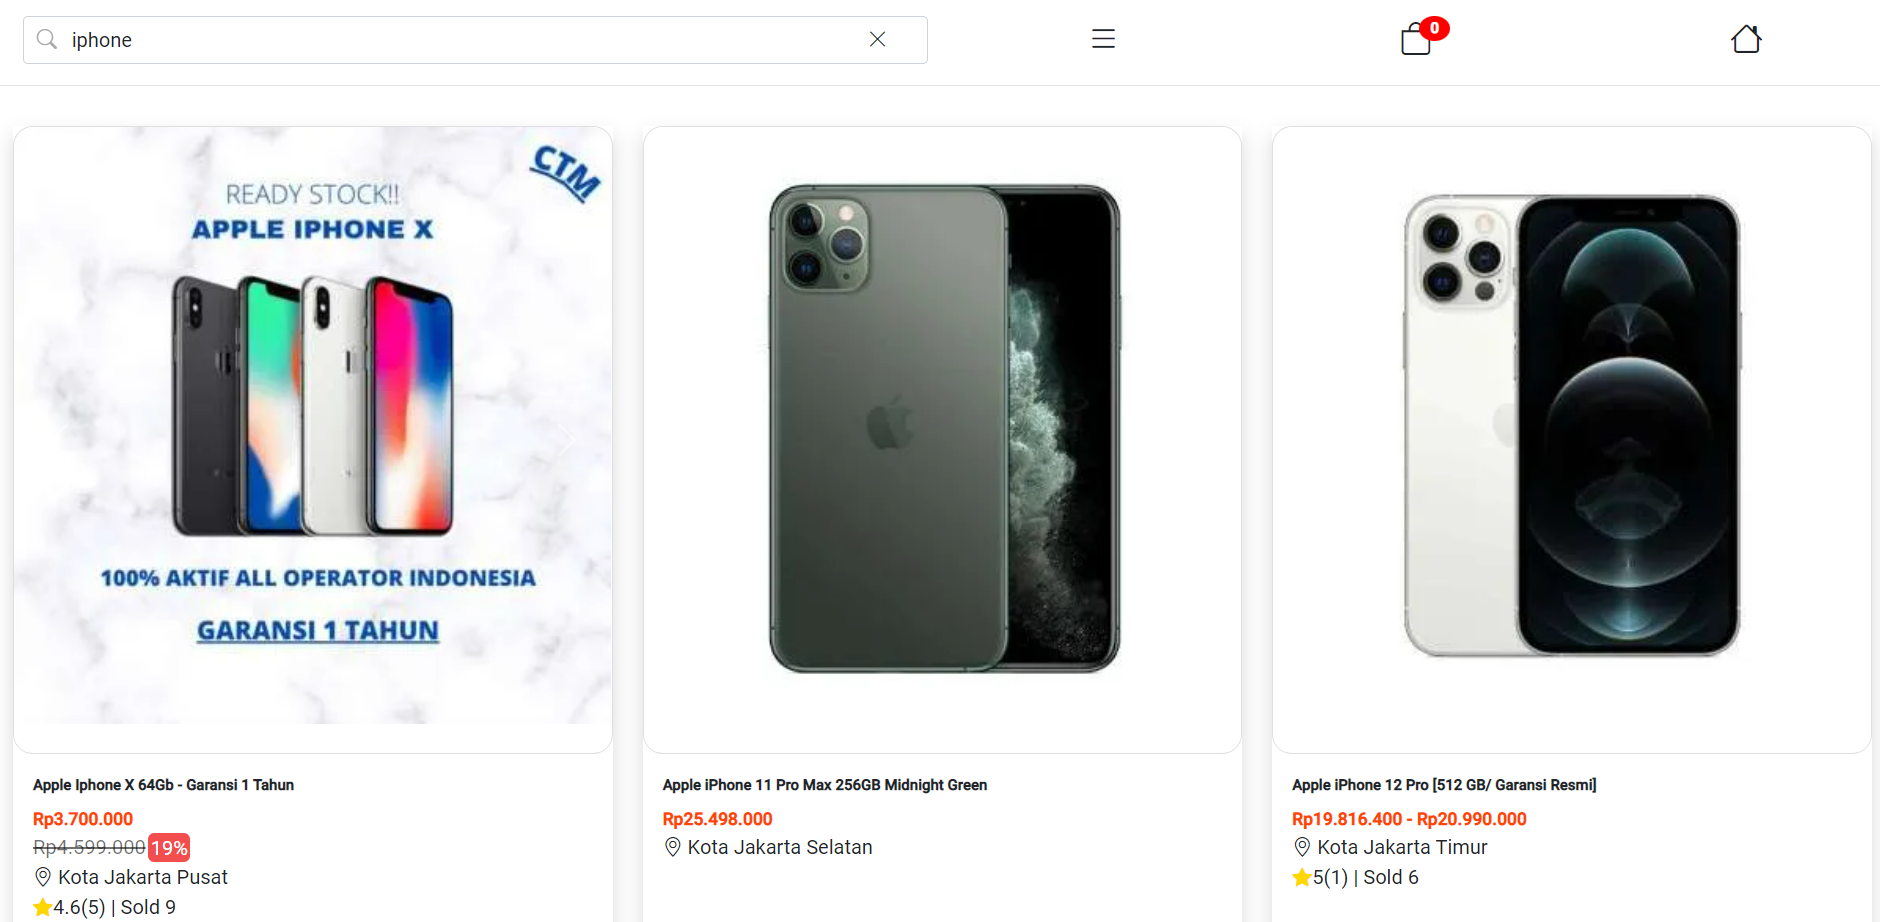 iphone
0
CTM
READY STOCK!!
APPLE IPHONE X
100% AKTIF ALL OPERATOR INDONESIA
GARANSI 1 TAHUN
Apple Iphone X 64Gb - Garansi 1 Tahun
Rp3.700.000
Rp4.599.000 19%
Kota Jakarta Pusat
4.6(5) | Sold 9
Apple iPhone 11 Pro Max 256GB Midnight Green
Rp25.498.000
Kota Jakarta Selatan
Apple iPhone 12 Pro [512 GB/ Garansi Resmi]
Rp19.816.400 - Rp20.990.000
Kota Jakarta Timur
5(1) | Sold 6